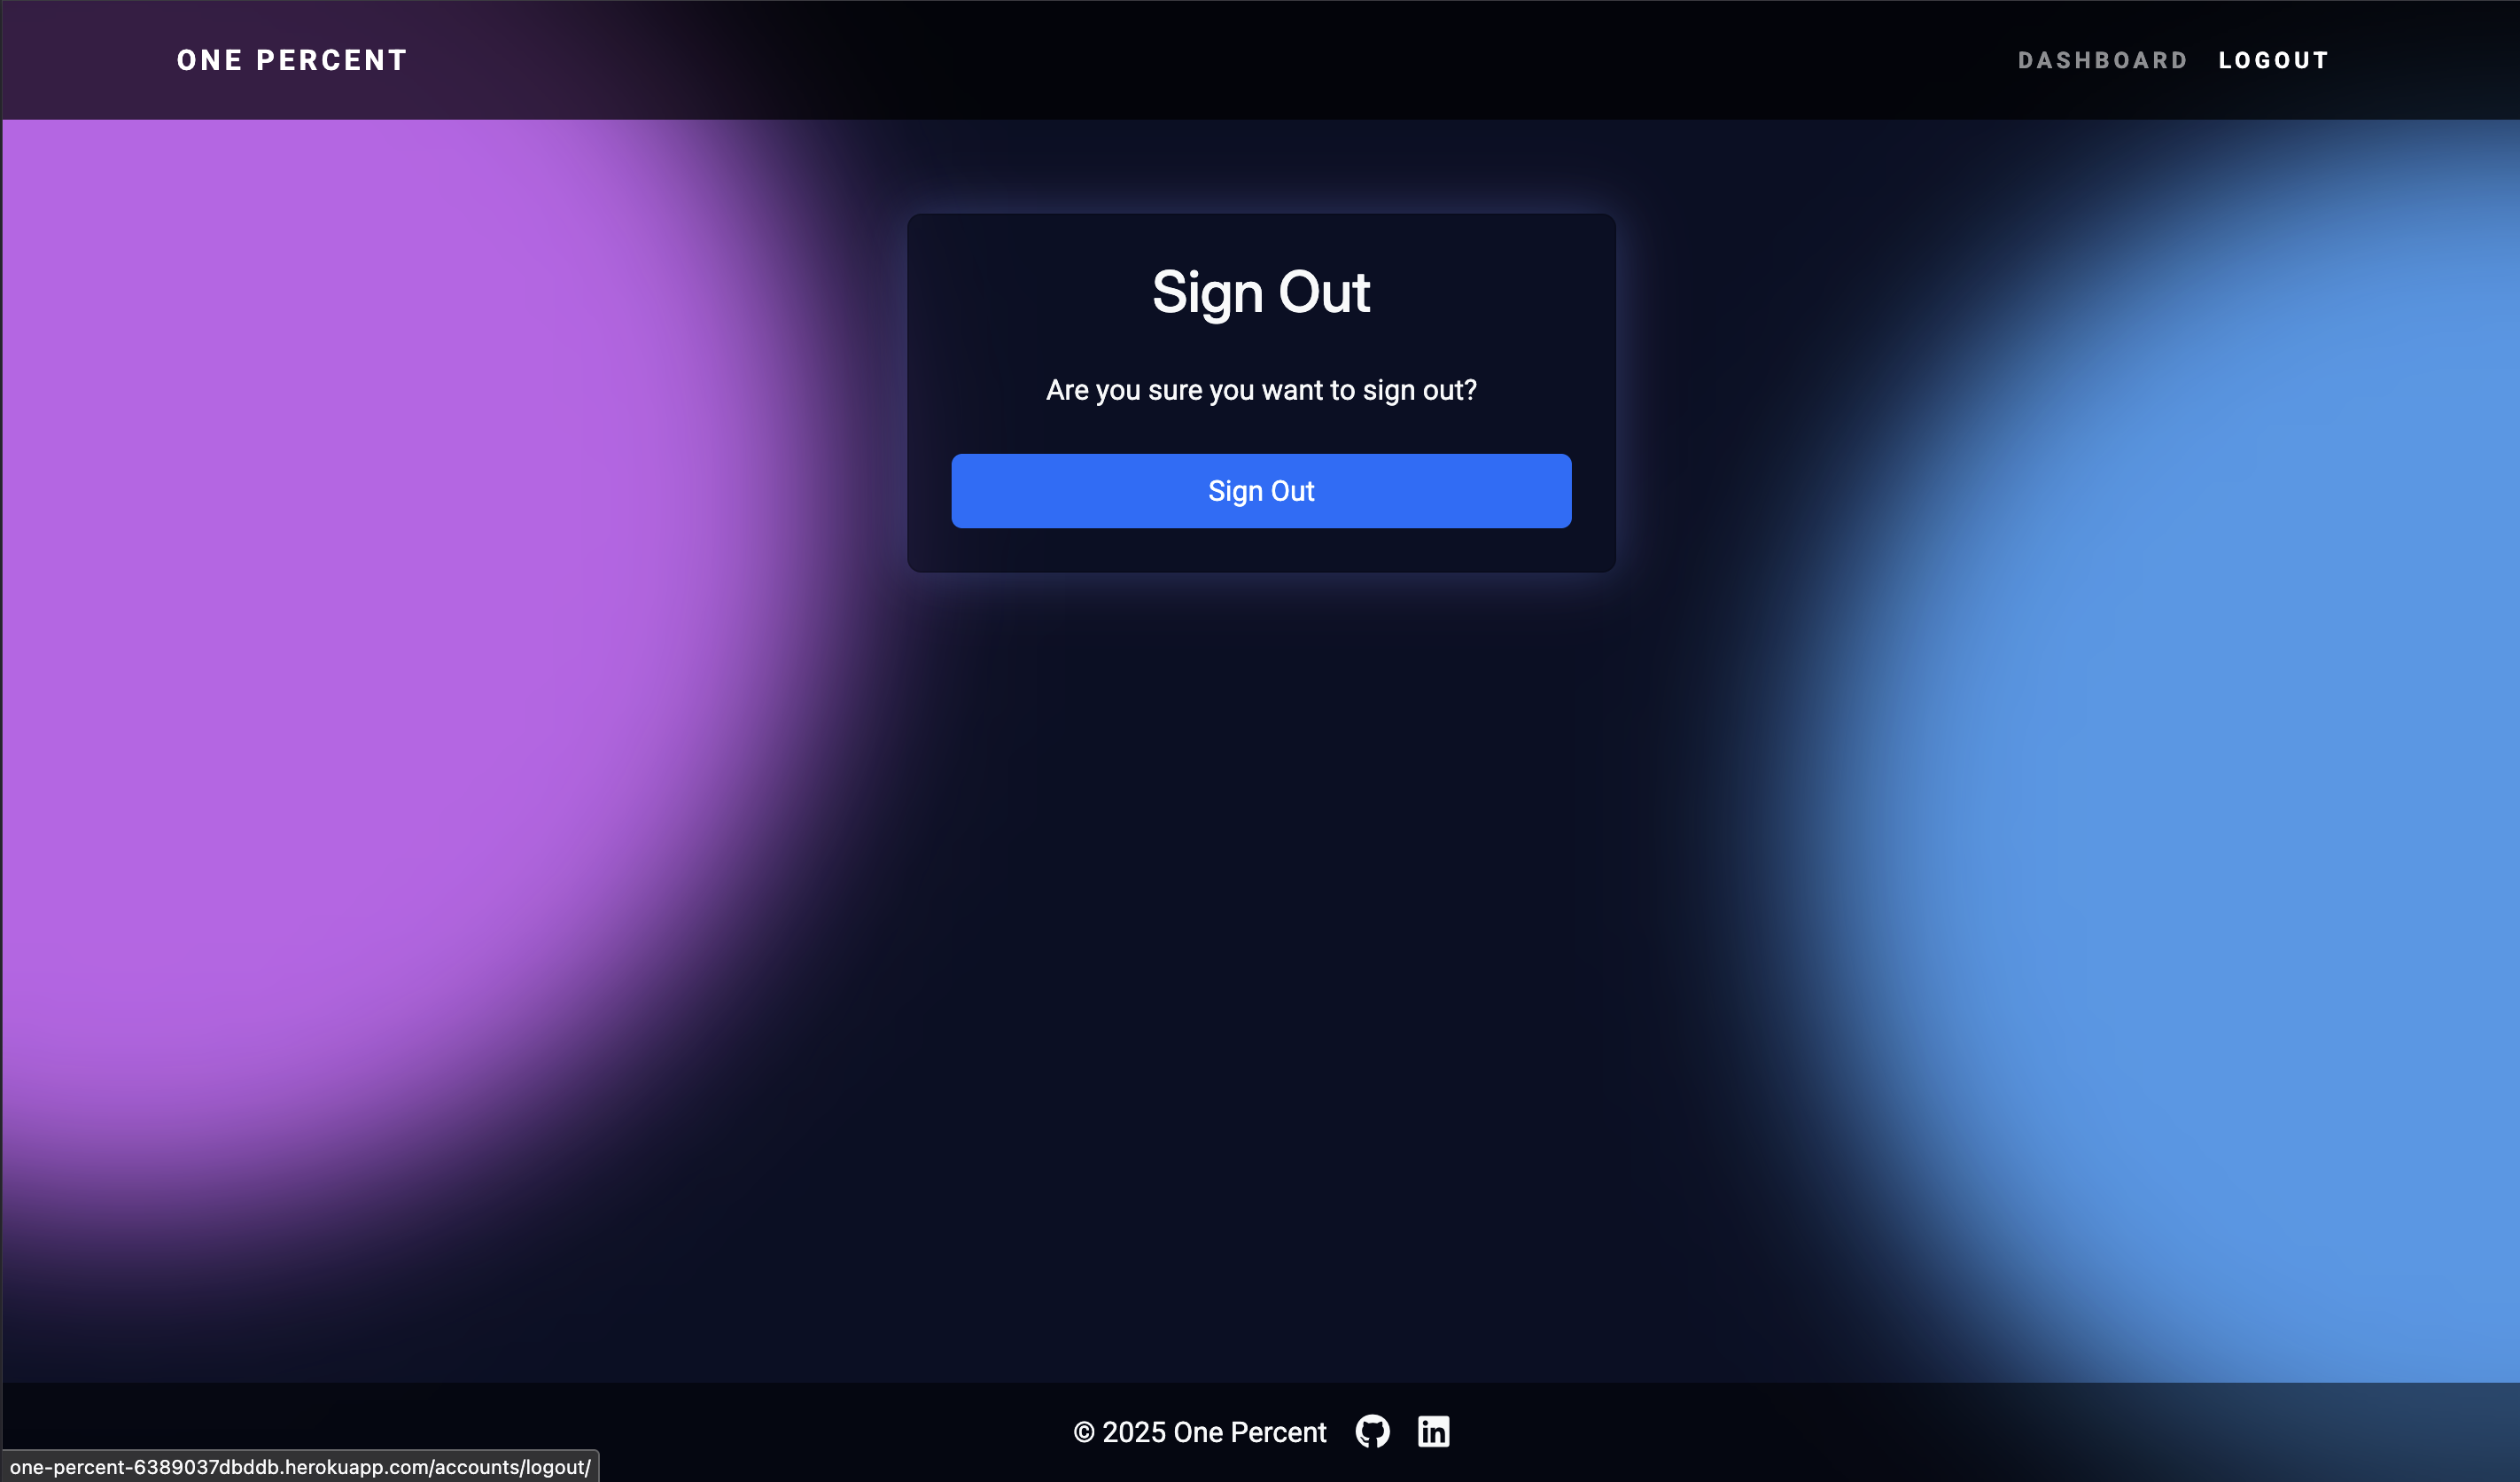 ONE PERCENT
DASHBOARD LOGOUT
Sign Out
Are you sure you want to sign out?
Sign Out
© 2025 One Percent
one-percent-6389037dbddb.herokuapp.com/accounts/logout/